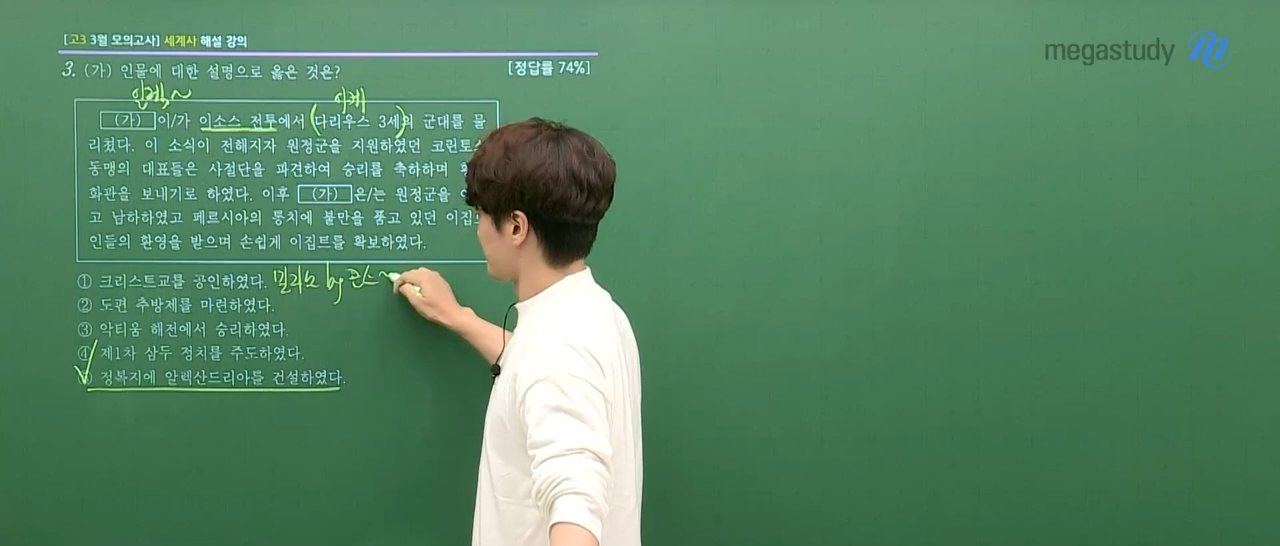 [고3 3월 모의고사] 세계사 해설 강의
megastudy
3. (가) 인물에 대한 설명으로 옳은 것은?
[정답률 74%]
알렉~
아케
(가) 이/가 이소스 전투에서 (다리우스 3세)의 군대를 물
리쳤다. 이 소식이 전해지자 원정군을 지원하였던 코린토스
동맹의 대표들은 사절단을 파견하여 승리를 축하하며
화관을 보내기로 하였다. 이후 (가) 은/는 원정군을
고 남하하였고 페르시아의 통치에 불만을 품고 있던
인들의 환영을 받으며 손쉽게 이집트를 확보하였다.
① 크리스트교를 공인하였다. 밀라노 by 콘스~
② 도편 추방제를 마련하였다.
③ 악티움 해전에서 승리하였다.
④ 제1차 삼두 정치를 주도하였다.
정복지에 알렉산드리아를 건설하였다.